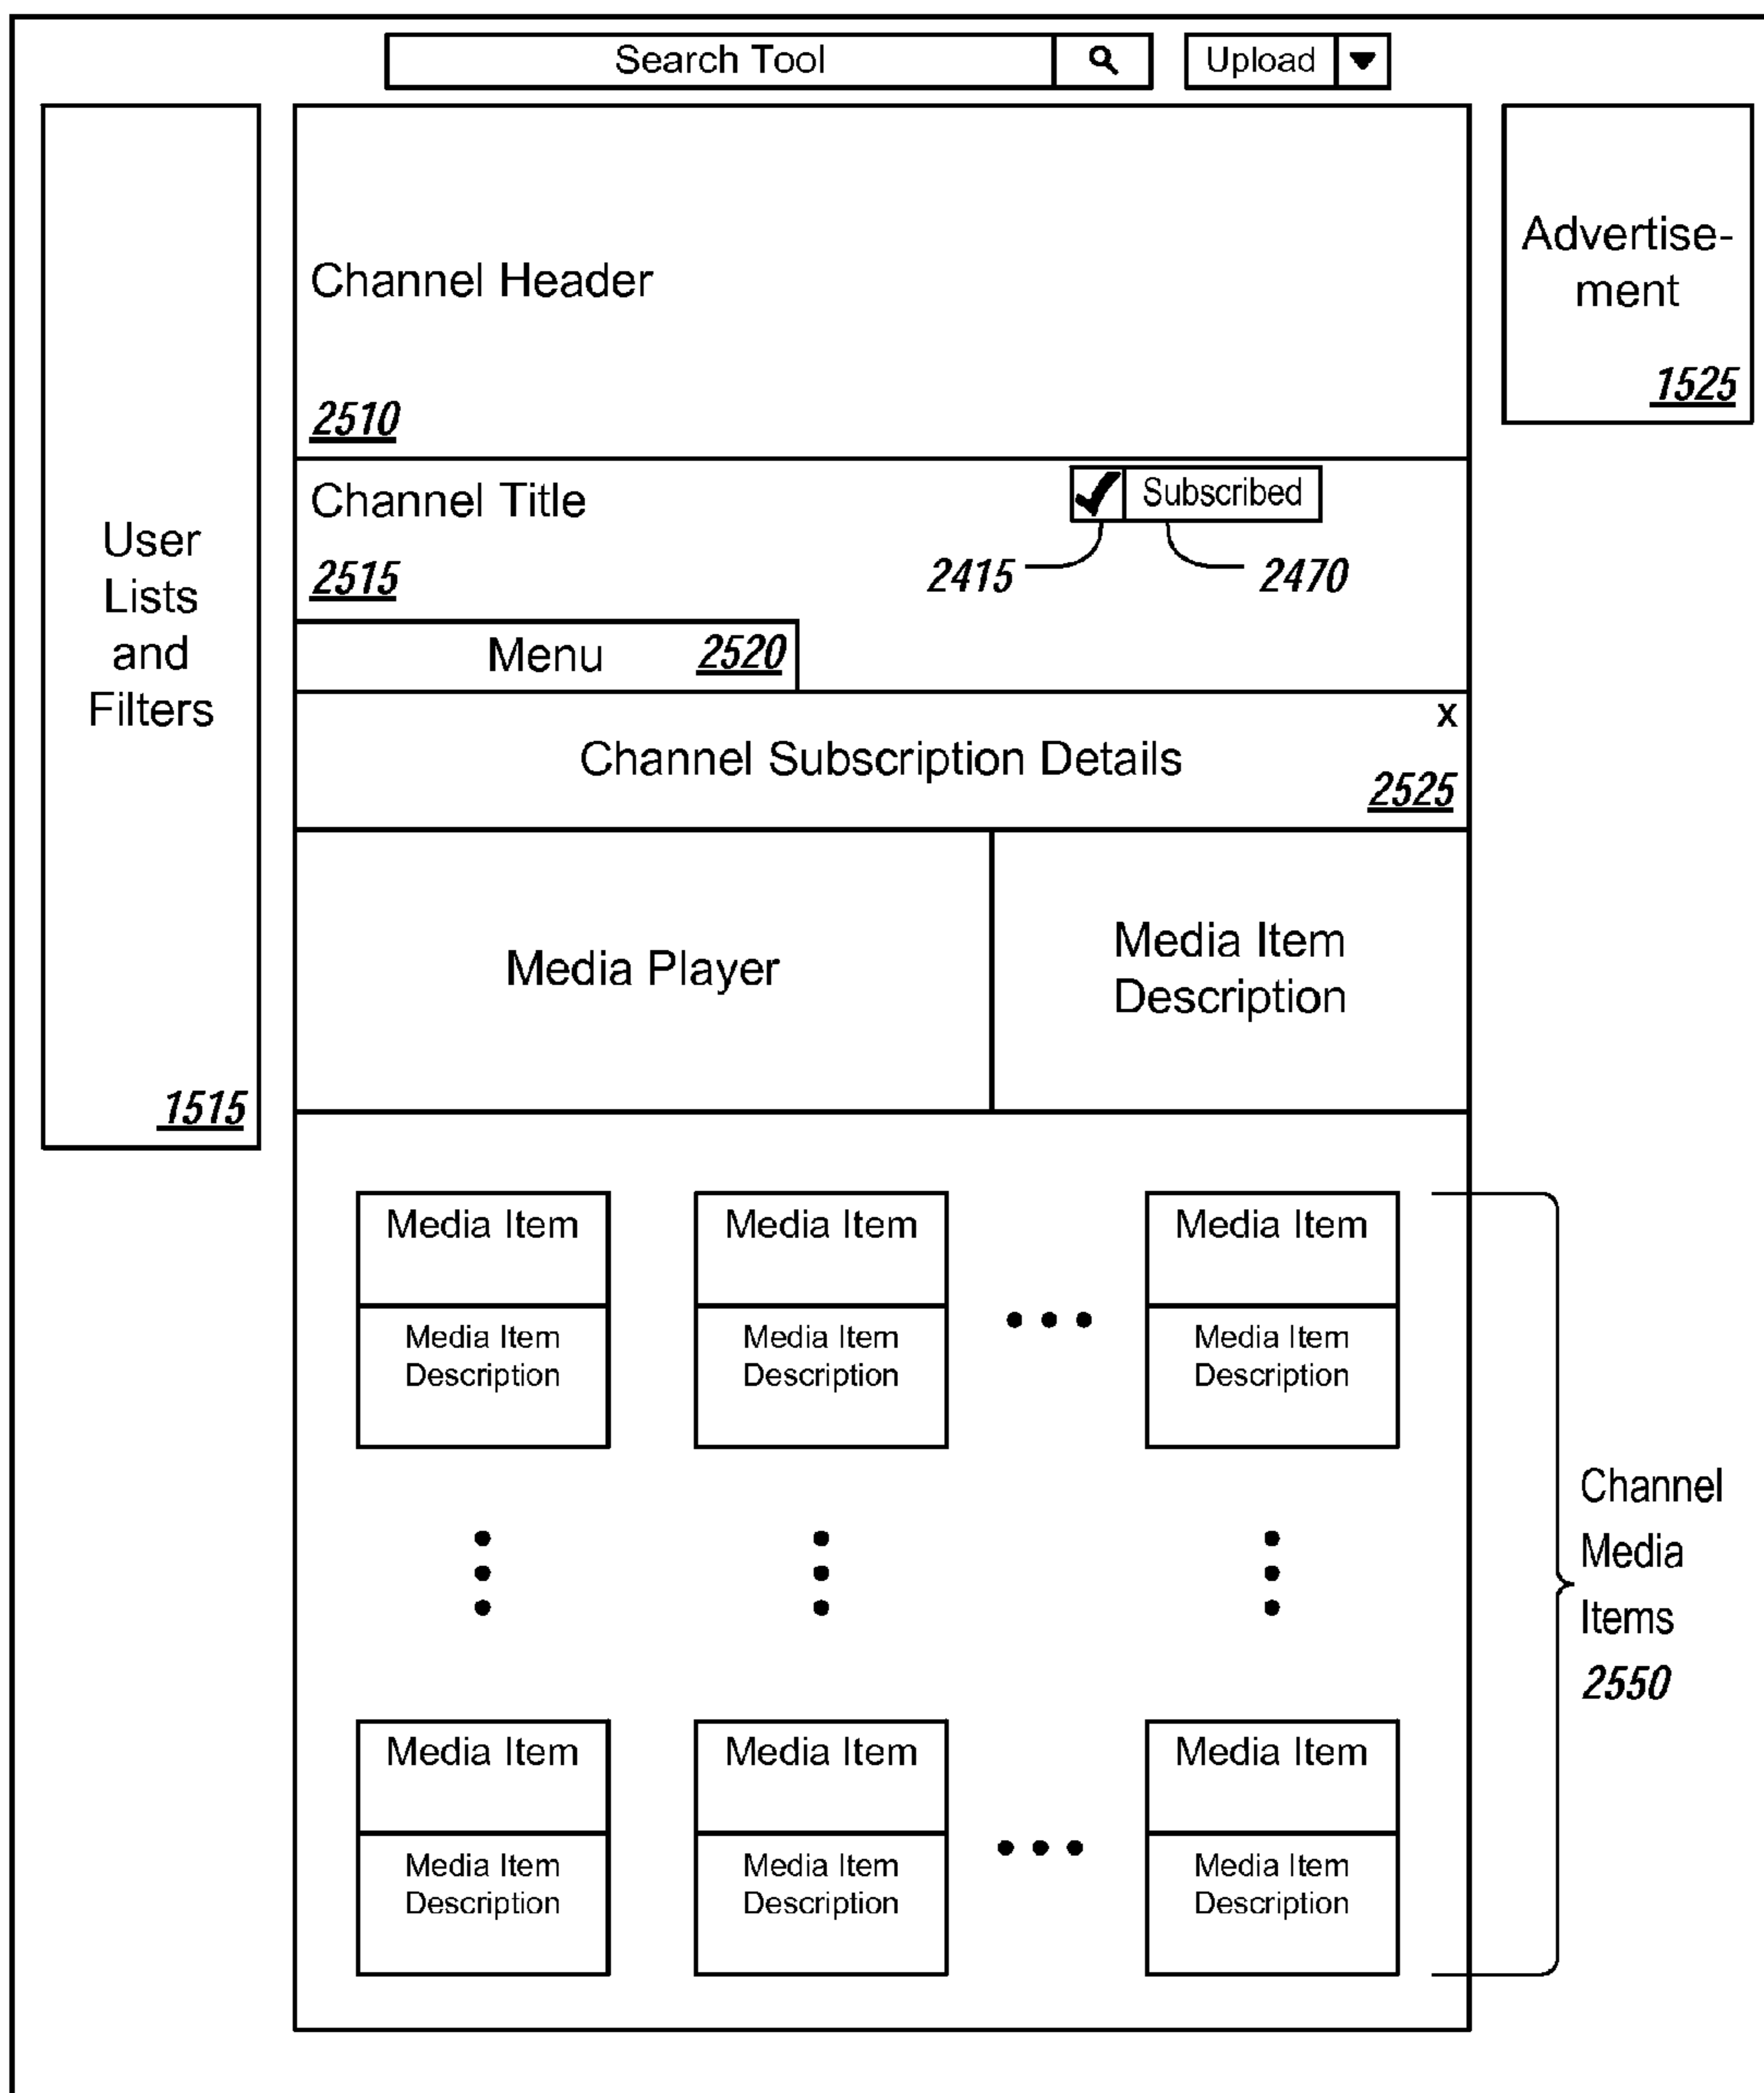 Search Tool
Upload
User
Lists
and
Filters
1515
Channel Header
2510
Advertise-
ment
1525
Channel Title
2515
Subscribed
2415
2470
Menu 2520
x
Channel Subscription Details
2525
Media Player
Media Item
Description
Media Item
Media Item
Description
Media Item
Media Item
Description
Media Item
Media Item
Description
Media Item
Media Item
Description
Media Item
Media Item
Description
Media Item
Media Item
Description
Channel
Media
Items
2550